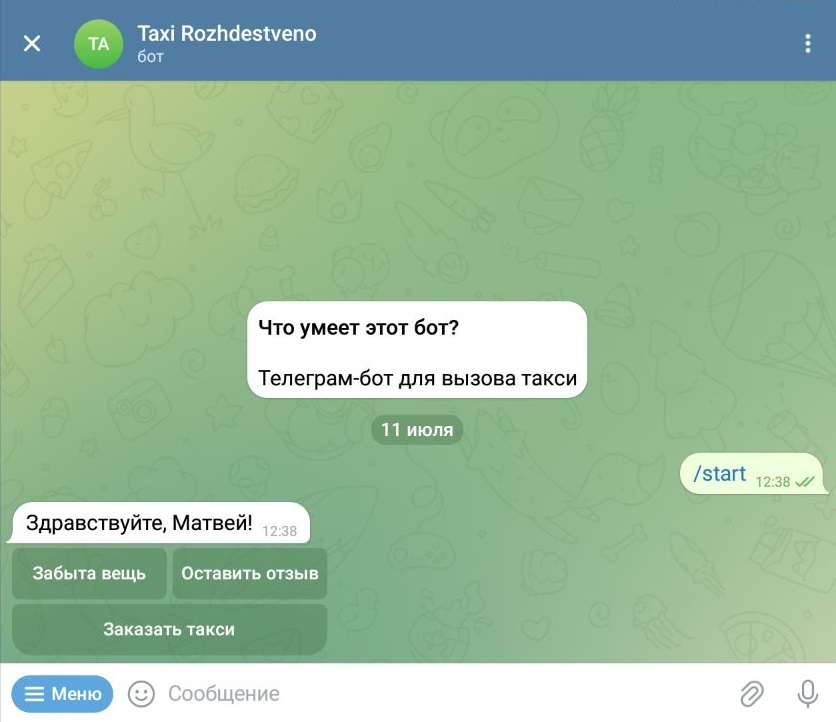 TA
Taxi Rozhdestveno
бот
Что умеет этот бот?
Телеграм-бот для вызова такси
11 июля
/start 12:38
Здравствуйте, Матвей! 12:38
Забыта вещь
Оставить отзыв
Заказать такси
Меню
Сообщение